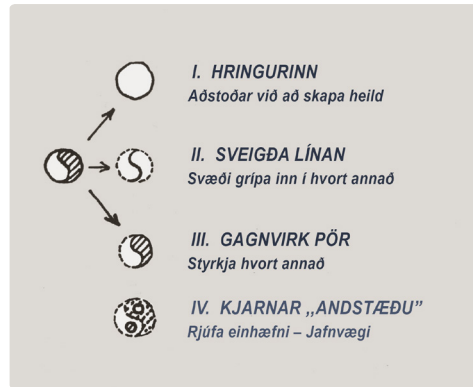 I. HRINGURINN
Aðstoðar við að skapa heild
II. SVEIGÐA LÍNAN
Svæði grípa inn í hvort annað
III. GAGNVIRK PÖR
Styrkja hvort annað
IV. KJARNAR ,,ANDSTÆÐU”
Rjúfa einhæfni – Jafnvægi